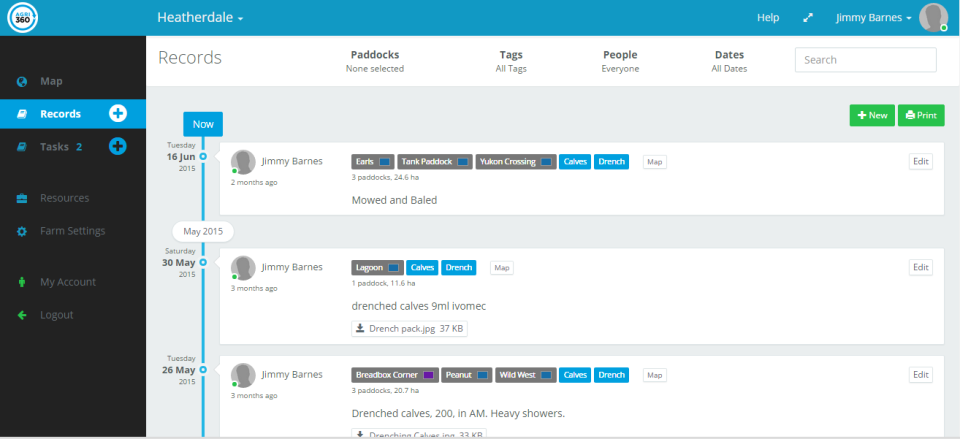 AGRI
360
Heatherdale
Help
Jimmy Barnes
Map
Records
Tasks 2
Resources
Farm Settings
My Account
Logout
Records
Paddocks
None selected
Tags
All Tags
People
Everyone
Dates
All Dates
Search
Now
New
Print
Tuesday
16 Jun
2015
Jimmy Barnes
2 months ago
Earls Tank Paddock Yukon Crossing Calves Drench Map
3 paddocks, 24.6 ha
Mowed and Baled
Edit
May 2015
Saturday
30 May
2015
Jimmy Barnes
3 months ago
Lagoon Calves Drench Map
1 paddock, 11.6 ha
drenched calves 9ml ivomec
Drench pack.jpg 37 KB
Edit
Tuesday
26 May
2015
Jimmy Barnes
3 months ago
Breadbox Corner Peanut Wild West Calves Drench Map
3 paddocks, 20.7 ha
Drenched calves, 200, in AM. Heavy showers.
Drenching Calves.jpg 33 KB
Edit